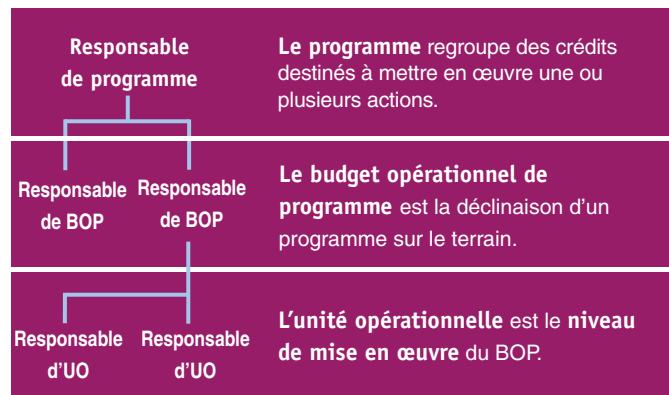 Responsable
de programme
Le programme regroupe des crédits
destinés à mettre en œuvre une ou
plusieurs actions.
Responsable
de BOP
Responsable
de BOP
Le budget opérationnel de
programme est la déclinaison d'un
programme sur le terrain.
Responsable
d'UO
Responsable
d'UO
L'unité opérationnelle est le niveau
de mise en œuvre du BOP.